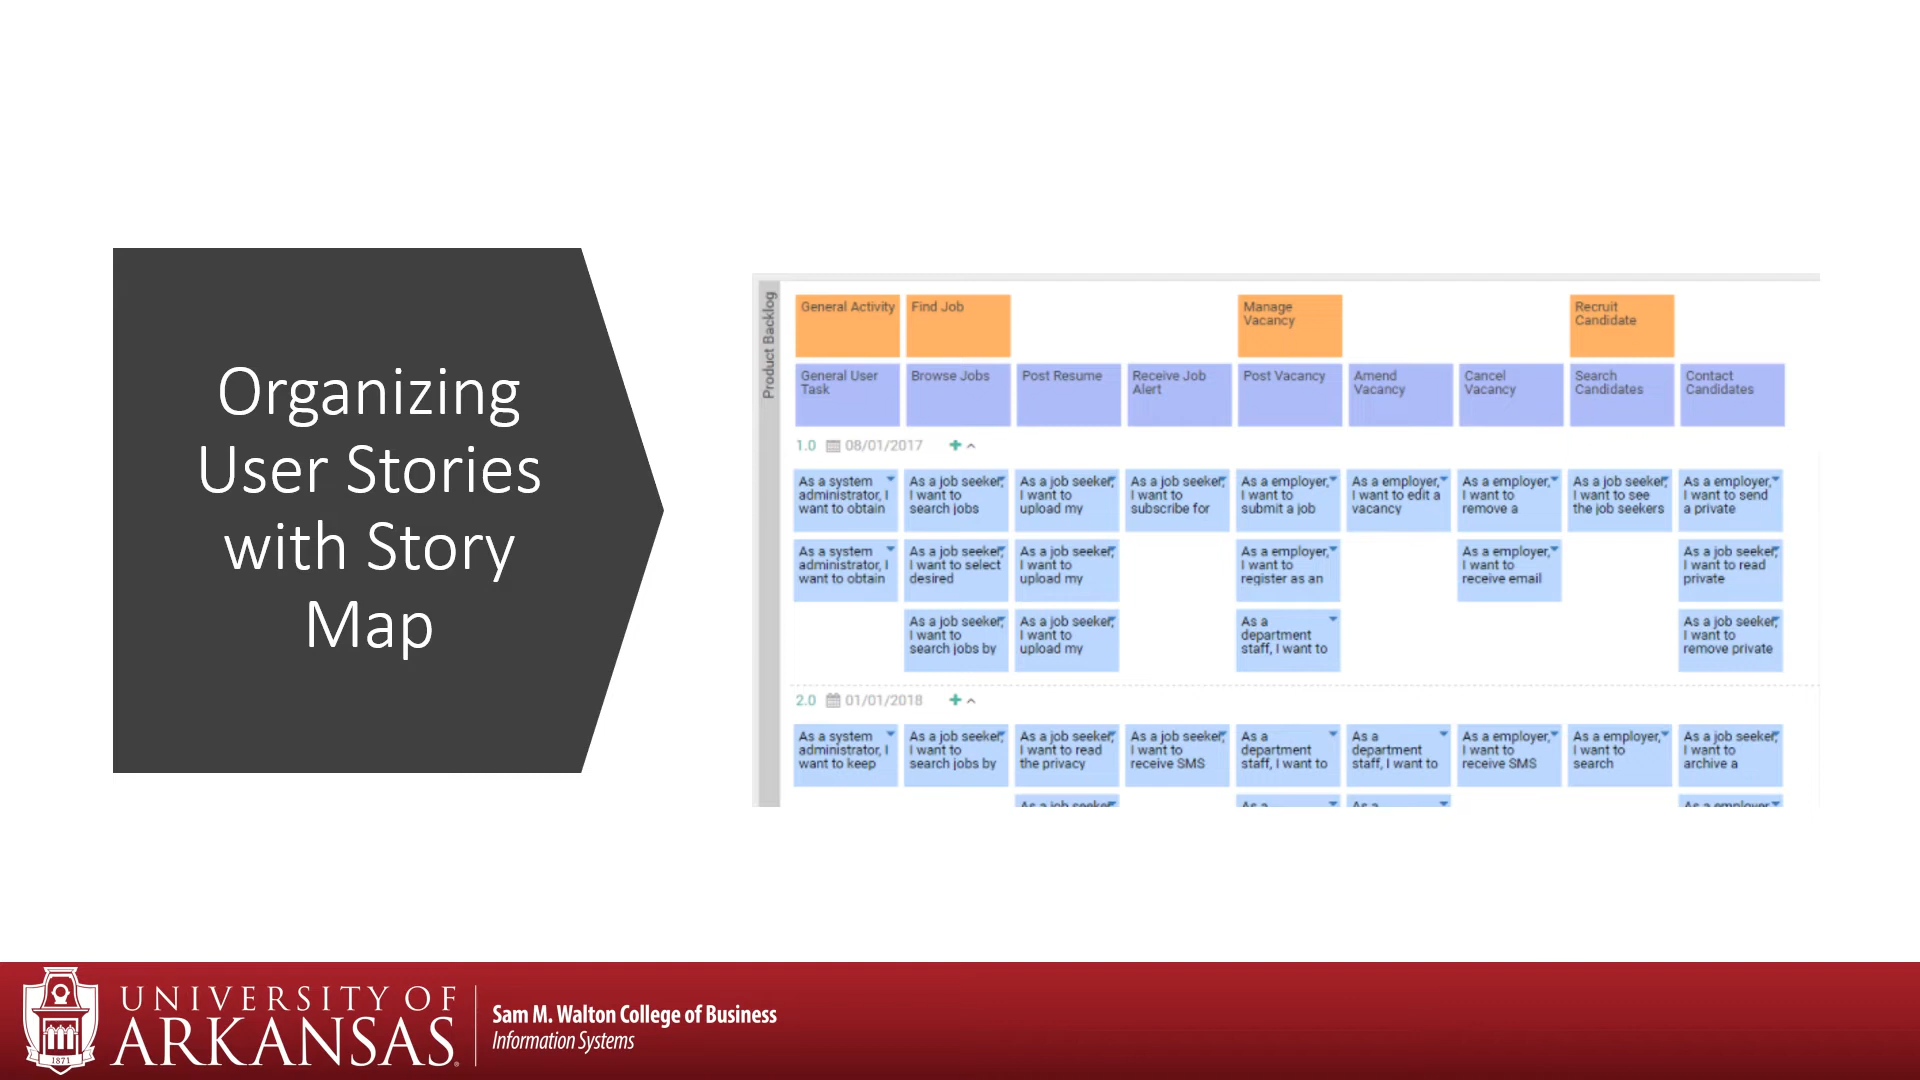 Organizing
User Stories
with Story
Map
Product Backlog
General Activity
Find Job
Manage
Vacancy
Recruit
Candidate
General User
Task
Browse Jobs
Post Resume
Receive Job
Alert
Post Vacancy
Amend
Vacancy
Cancel
Vacancy
Search
Candidates
Contact
Candidates
1.0 08/01/2017
As a system
administrator, I
want to obtain
As a job seeker,
I want to
search jobs
As a job seeker,
I want to
upload my
As a job seeker,
I want to
subscribe for
As a employer,
I want to
submit a job
As a employer,
I want to edit a
vacancy
As a employer,
I want to
remove a
As a job seeker,
I want to see
the job seekers
As a employer,
I want to send
a private
As a system
administrator, I
want to obtain
As a job seeker,
I want to select
desired
As a job seeker,
I want to
upload my
As a employer,
I want to
register as an
As a employer,
I want to
receive email
As a job seeker,
I want to read
private
As a job seeker,
I want to
search jobs by
As a job seeker,
I want to
upload my
As a
department
staff, I want to
As a job seeker,
I want to
remove private
2.0 01/01/2018
As a system
administrator, I
want to keep
As a job seeker,
I want to
search jobs by
As a job seeker,
I want to read
the privacy
As a job seeker,
I want to
receive SMS
As a
department
staff, I want to
As a
department
staff, I want to
As a employer,
I want to
receive SMS
As a employer,
I want to
search
As a job seeker,
I want to
archive a
As a job seeker
As a
As a
As a employer
UNIVERSITY OF
ARKANSAS
1871
Sam M. Walton College of Business
Information Systems